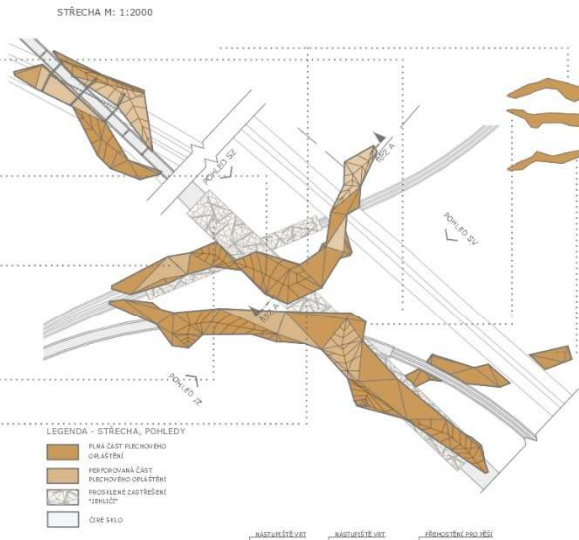 STŘECHA M: 1:2000
POHLED SZ
ŘEZ A
POHLED SV
ŘEZ A
POHLED JZ
LEGENDA - STŘECHA, POHLEDY
PLNÁ ČÁST PLECHOVÉHO
OPLÁŠTĚNÍ
PERFOROVANÁ ČÁST
PLECHOVÉHO OPLÁŠTĚNÍ
PROSKLENÉ ZASTŘEŠENÍ
"JEHLIČÍ"
ČIRÉ SKLO
NÁSTUPIŠTĚ VRT
NÁSTUPIŠTĚ VRT
PŘEMOSTĚNÍ PRO PĚŠÍ